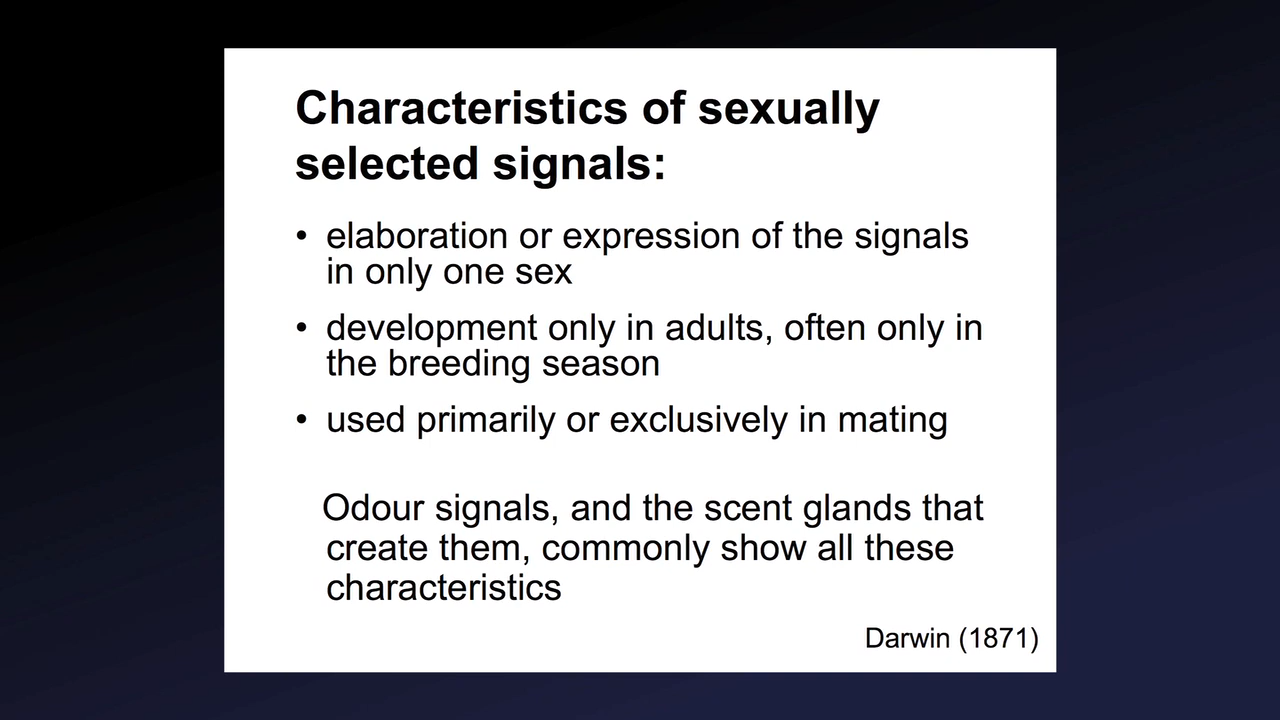 Characteristics of sexually
selected signals:
• elaboration or expression of the signals
in only one sex
• development only in adults, often only in
the breeding season
• used primarily or exclusively in mating
Odour signals, and the scent glands that
create them, commonly show all these
characteristics
Darwin (1871)